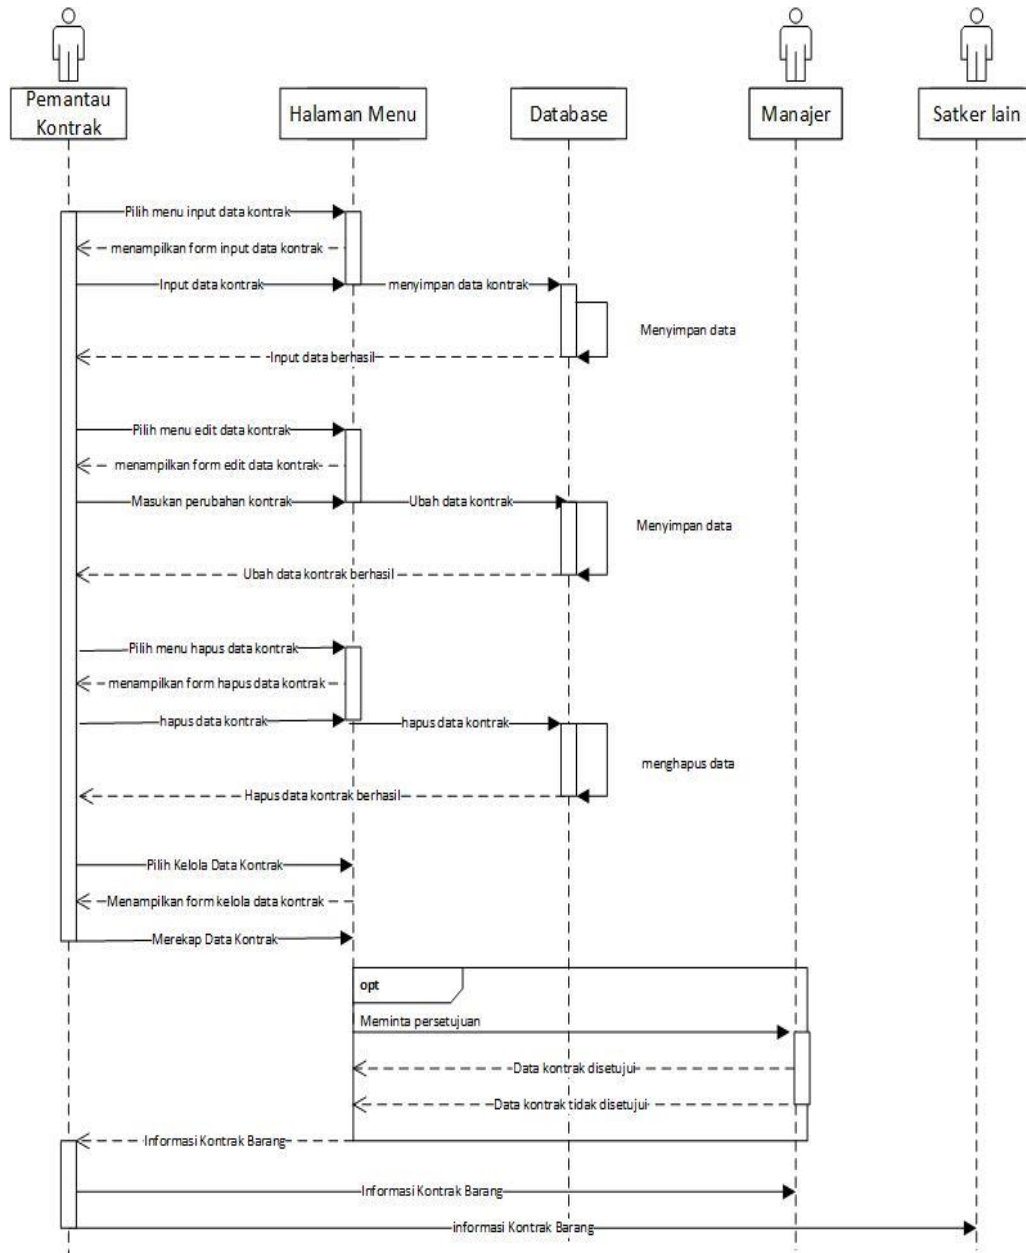 Pemantau
Kontrak
Halaman Menu
Database
Manajer
Satker lain
Pilih menu input data kontrak
menampilkan form input data kontrak
Input data kontrak
menyimpan data kontrak
Menyimpan data
Input data berhasil
Pilih menu edit data kontrak
menampilkan form edit data kontrak
Masukan perubahan kontrak
Ubah data kontrak
Menyimpan data
Ubah data kontrak berhasil
Pilih menu hapus data kontrak
menampilkan form hapus data kontrak
hapus data kontrak
hapus data kontrak
menghapus data
Hapus data kontrak berhasil
Pilih Kelola Data Kontrak
Menampilkan form kelola data kontrak
Merekap Data Kontrak
opt
Meminta persetujuan
Data kontrak disetujui
Data kontrak tidak disetujui
Informasi Kontrak Barang
Informasi Kontrak Barang
informasi Kontrak Barang